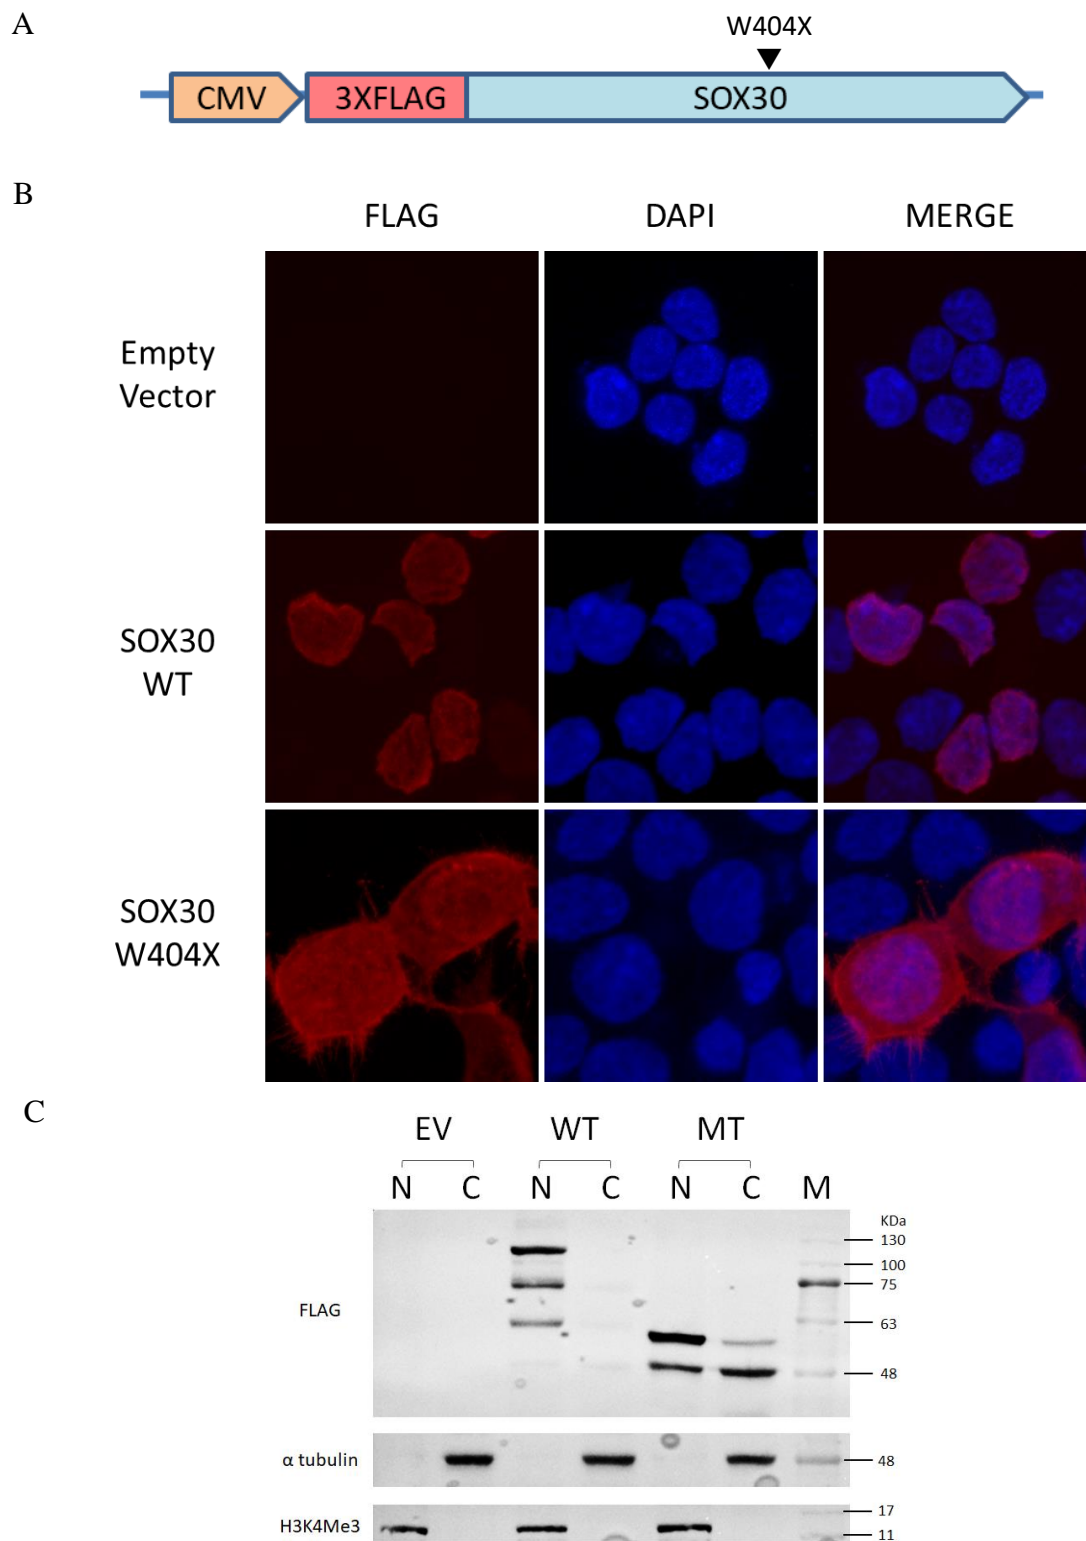 A
W404X
CMV
3XFLAG
SOX30
B
FLAG DAPI MERGE
Empty
Vector
SOX30
WT
SOX30
W404X
C
EV WT MT
N C N C N C M
KDa
130
100
75
FLAG
63
48
α tubulin
48
H3K4Me3
17
11